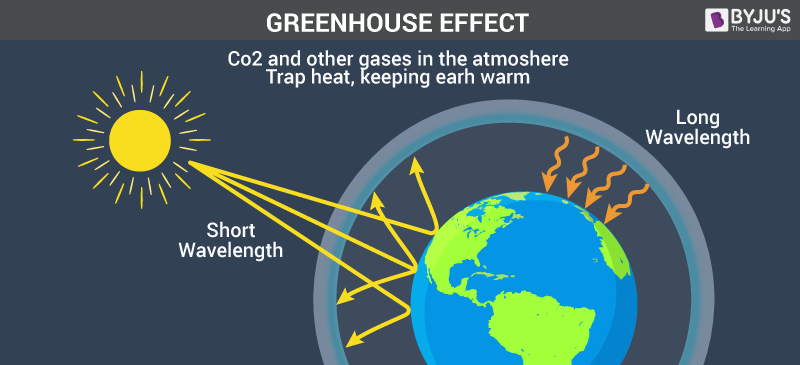 GREENHOUSE EFFECT
BYJU'S
The Learning App
Co2 and other gases in the atmoshere
Trap heat, keeping earh warm
Long
Wavelength
Short
Wavelength